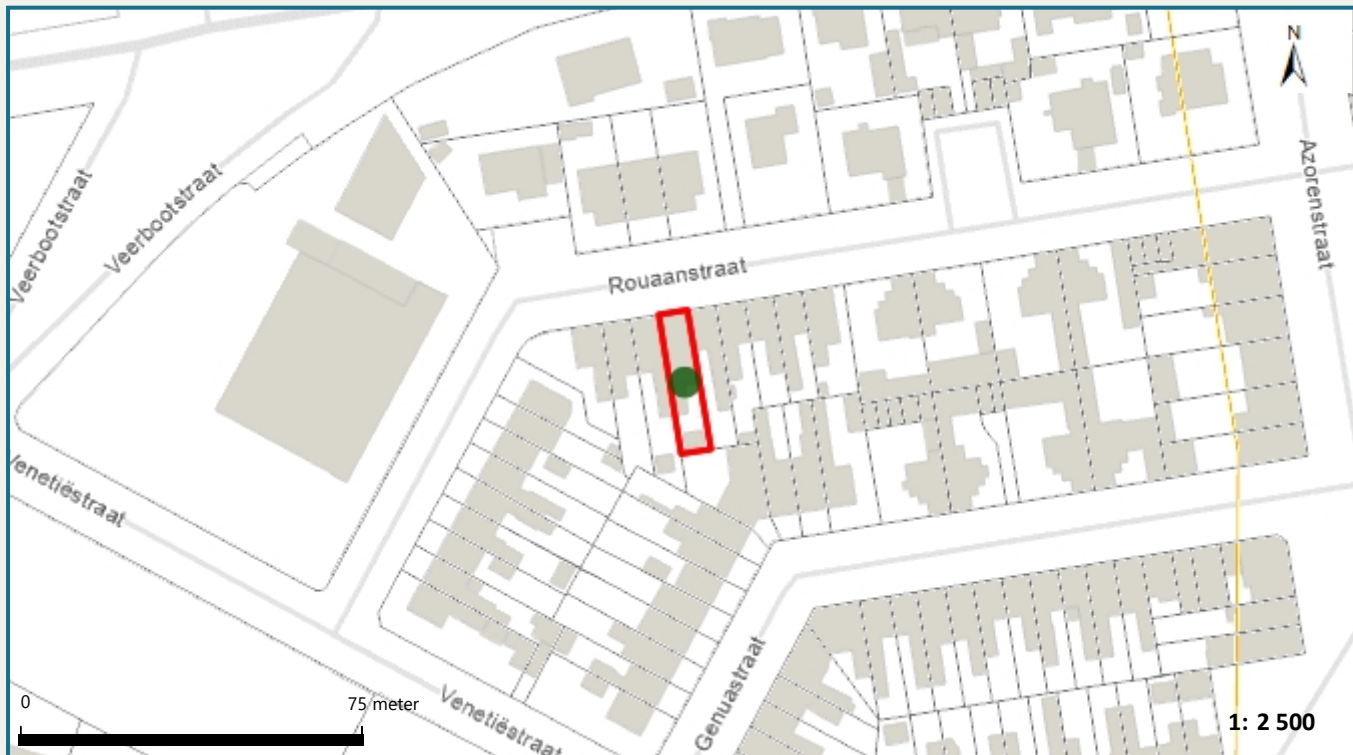 N
Azorenstraat
Veerbootstraat
Veerbootstraat
Rouaanstraat
Venetiëstraat
Genuastraat
Venetiëstraat
0 75 meter
1: 2 500